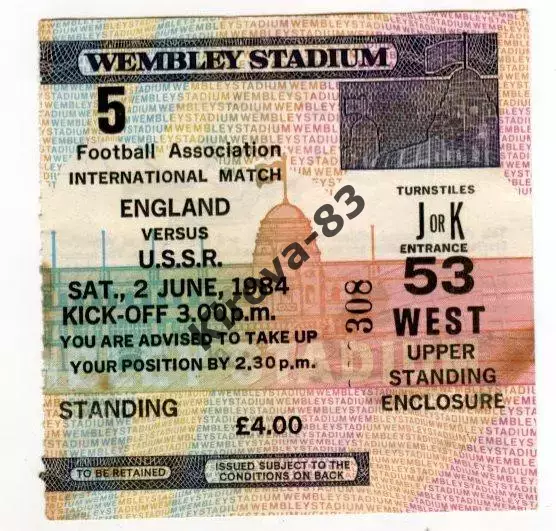 WEMBLEY STADIUM
5
Football Association
INTERNATIONAL MATCH
ENGLAND
VERSUS
U.S.S.R.
SAT., 2 JUNE, 1984
KICK-OFF 3.00 p.m.
YOU ARE ADVISED TO TAKE UP
YOUR POSITION BY 2.30 p.m.
STANDING
£4.00
308
TURNSTILES
J OR K
ENTRANCE
53
WEST
UPPER
STANDING
ENCLOSURE
TO BE RETAINED
ISSUED SUBJECT TO THE
CONDITIONS ON BACK
Kireva-83